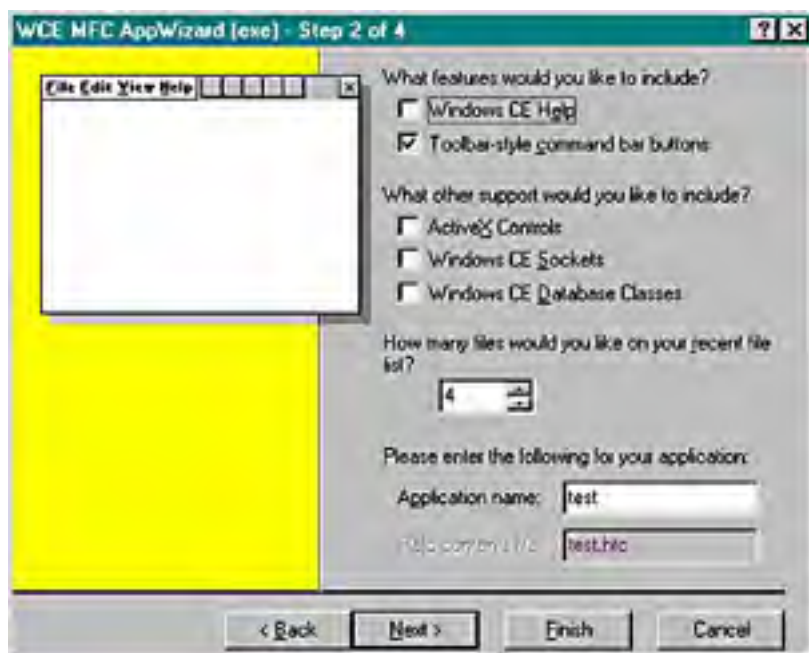 WCE MFC AppWizard [exe] - Step 2 of 4
File Edit View Help
What features would you like to include?
Windows CE Help
Toolbar-style command bar buttons
What other support would you like to include?
ActiveX Controls
Windows CE Sockets
Windows CE Database Classes
How many files would you like on your recent file
list?
4
Please enter the following for your application:
Application name: test
test.htc
< Back Next > Finish Cancel